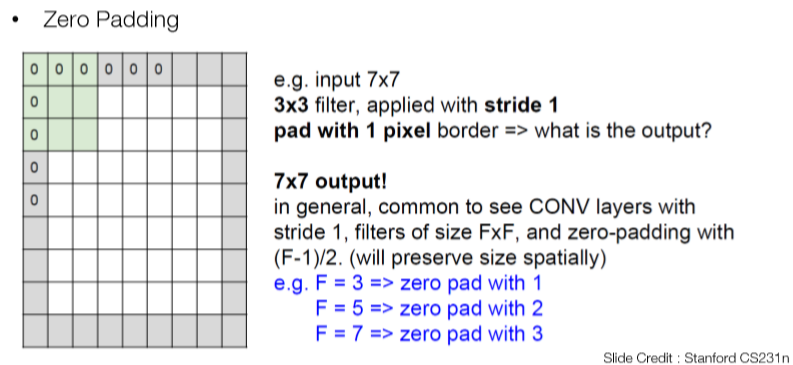 • Zero Padding
0 0 0 0 0 0
0
0
0
0
e.g. input 7x7
3x3 filter, applied with stride 1
pad with 1 pixel border => what is the output?
7x7 output!
in general, common to see CONV layers with
stride 1, filters of size FxF, and zero-padding with
(F-1)/2. (will preserve size spatially)
e.g. F = 3 => zero pad with 1
F = 5 => zero pad with 2
F = 7 => zero pad with 3
Slide Credit : Stanford CS231n